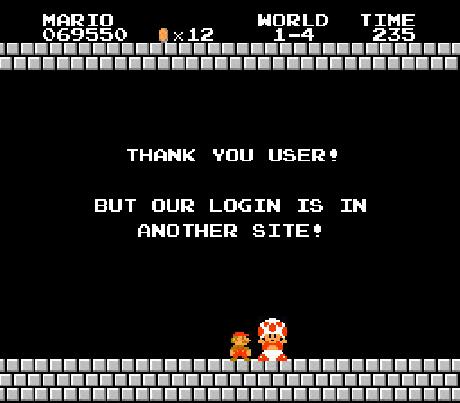 MARIO WORLD TIME
069550 x12 1-4 235
THANK YOU USER!
BUT OUR LOGIN IS IN
ANOTHER SITE!